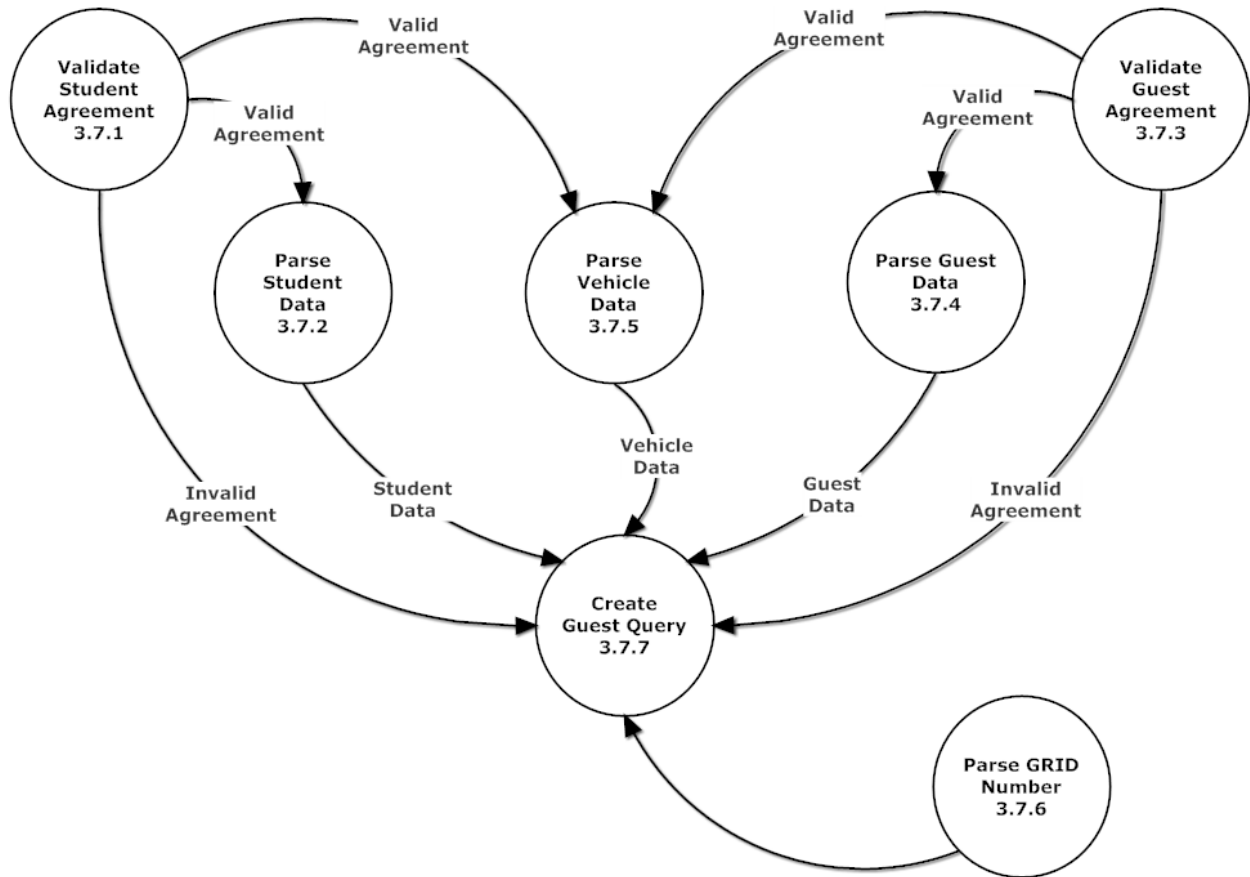 Validate
Student
Agreement
3.7.1
Valid
Agreement
Valid
Agreement
Valid
Agreement
Valid
Agreement
Validate
Guest
Agreement
3.7.3
Parse
Student
Data
3.7.2
Parse
Vehicle
Data
3.7.5
Parse Guest
Data
3.7.4
Invalid
Agreement
Student
Data
Vehicle
Data
Guest
Data
Invalid
Agreement
Create
Guest Query
3.7.7
Parse GRID
Number
3.7.6